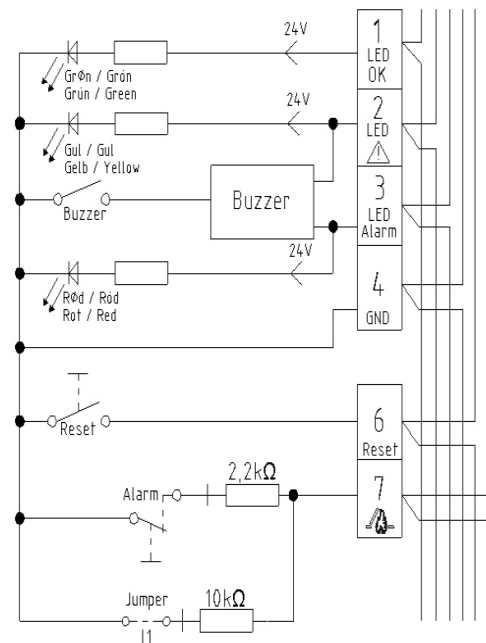 24V
1
LED
OK
GrØn / Grön
Grün / Green
24V
2
LED
Gul / Gul
Gelb / Yellow
Buzzer
Buzzer
3
LED
Alarm
24V
4
GND
RØd / Röd
Rot / Red
Reset
6
Reset
2,2kΩ
Alarm
7
Jumper
J1
10kΩ